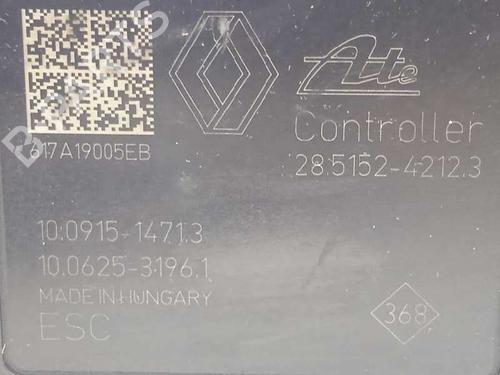 617A19005EB
Ate
Controller
28.5152-4212.3
10.0915-1471.3
10.0625-3196.1
MADE IN HUNGARY
ESC
368